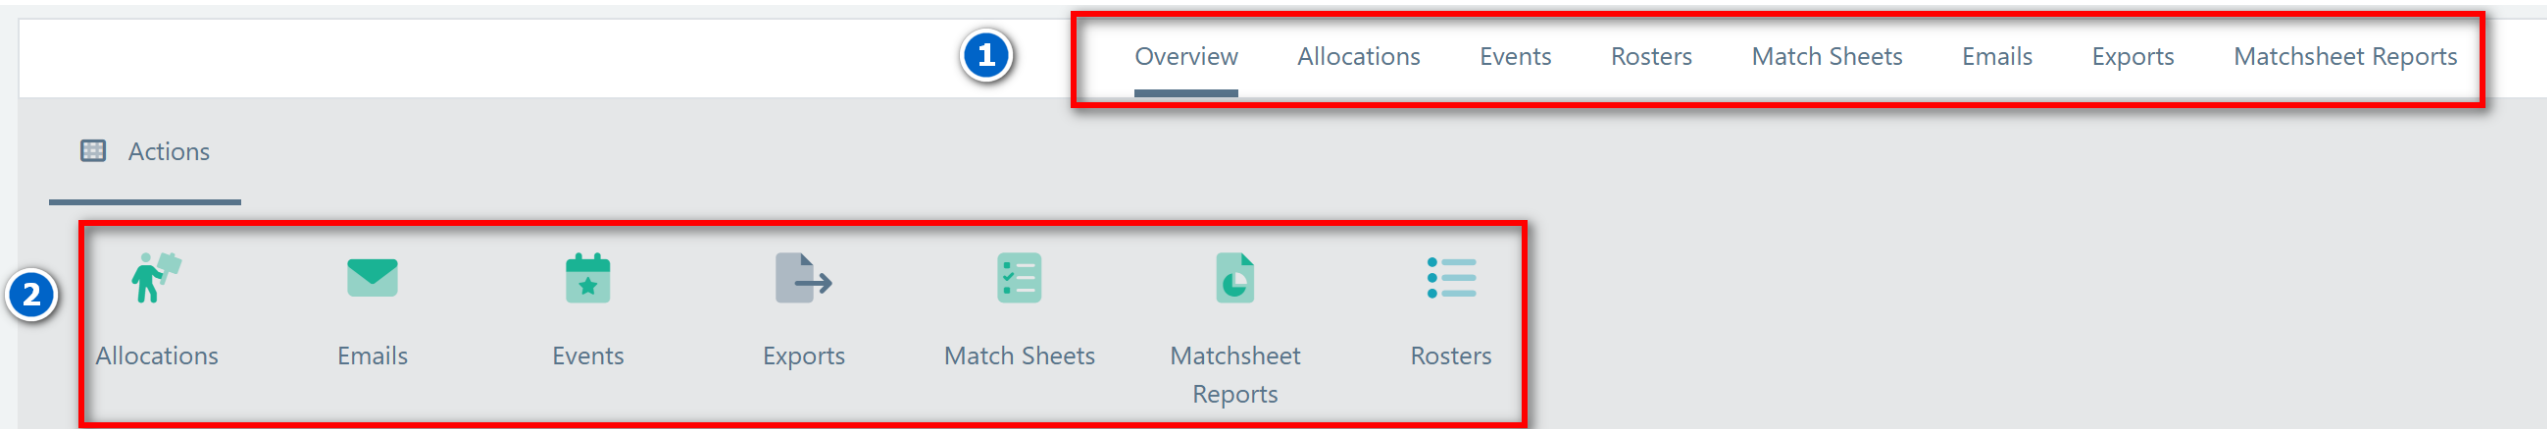 1 Overview Allocations Events Rosters Match Sheets Emails Exports Matchsheet Reports
Actions
2
Allocations Emails Events Exports Match Sheets Matchsheet Rosters
Reports